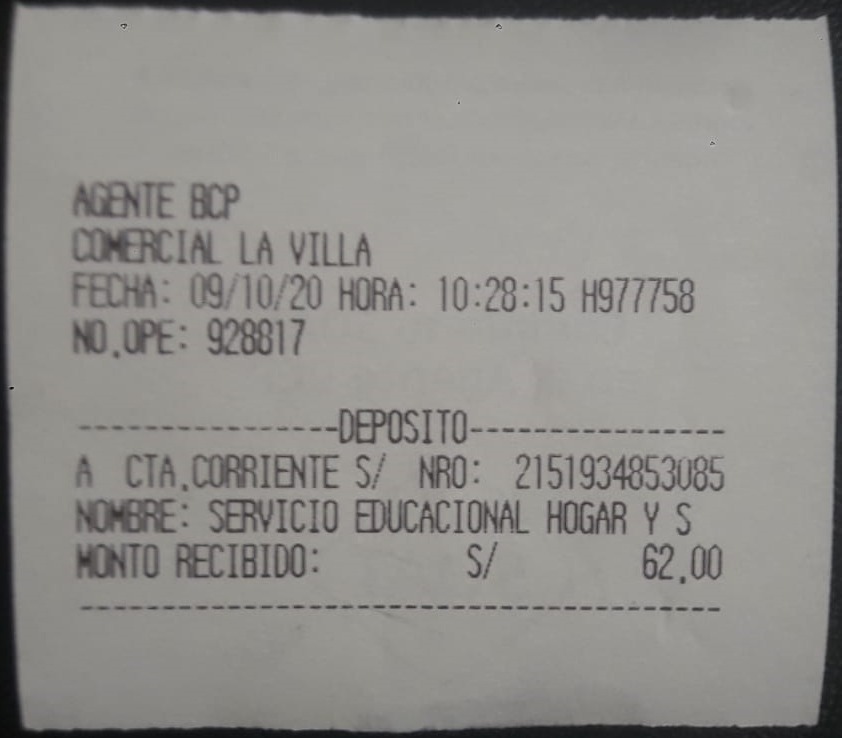 AGENTE BCP
COMERCIAL LA VILLA
FECHA: 09/10/20 HORA: 10:28:15 H977758
NO.OPE: 928817
----------------DEPOSITO----------------
A CTA.CORRIENTE S/ NRO: 2151934853085
NOMBRE: SERVICIO EDUCACIONAL HOGAR Y S
MONTO RECIBIDO: S/ 62.00
----------------------------------------